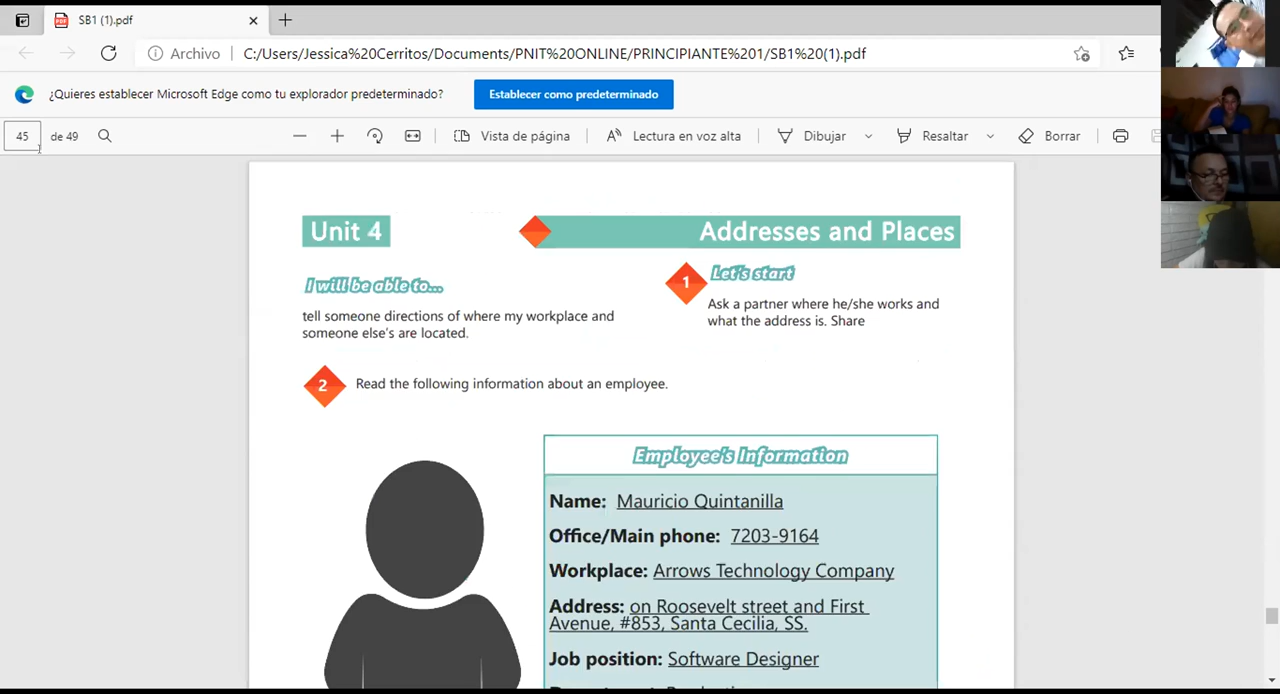 SB1 (1).pdf
Archivo
C:/Users/Jessica%20Cerritos/Documents/PNIT%20ONLINE/PRINCIPIANTE%201/SB1%20(1).pdf
¿Quieres establecer Microsoft Edge como tu explorador predeterminado?
Establecer como predeterminado
45 de 49
Vista de página
Lectura en voz alta
Dibujar
Resaltar
Borrar
Unit 4
Addresses and Places
I will be able to...
tell someone directions of where my workplace and
someone else's are located.
1
Let's start
Ask a partner where he/she works and
what the address is. Share
2
Read the following information about an employee.
Employee's Information
Name: Mauricio Quintanilla
Office/Main phone: 7203-9164
Workplace: Arrows Technology Company
Address: on Roosevelt street and First
Avenue, #853, Santa Cecilia, SS.
Job position: Software Designer